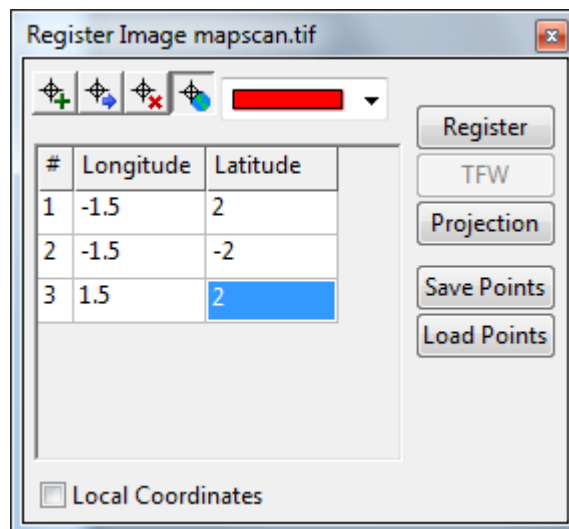 Register Image mapscan.tif
Register
# Longitude Latitude
TFW
1 -1.5 2
Projection
2 -1.5 -2
3 1.5 2
Save Points
Load Points
Local Coordinates